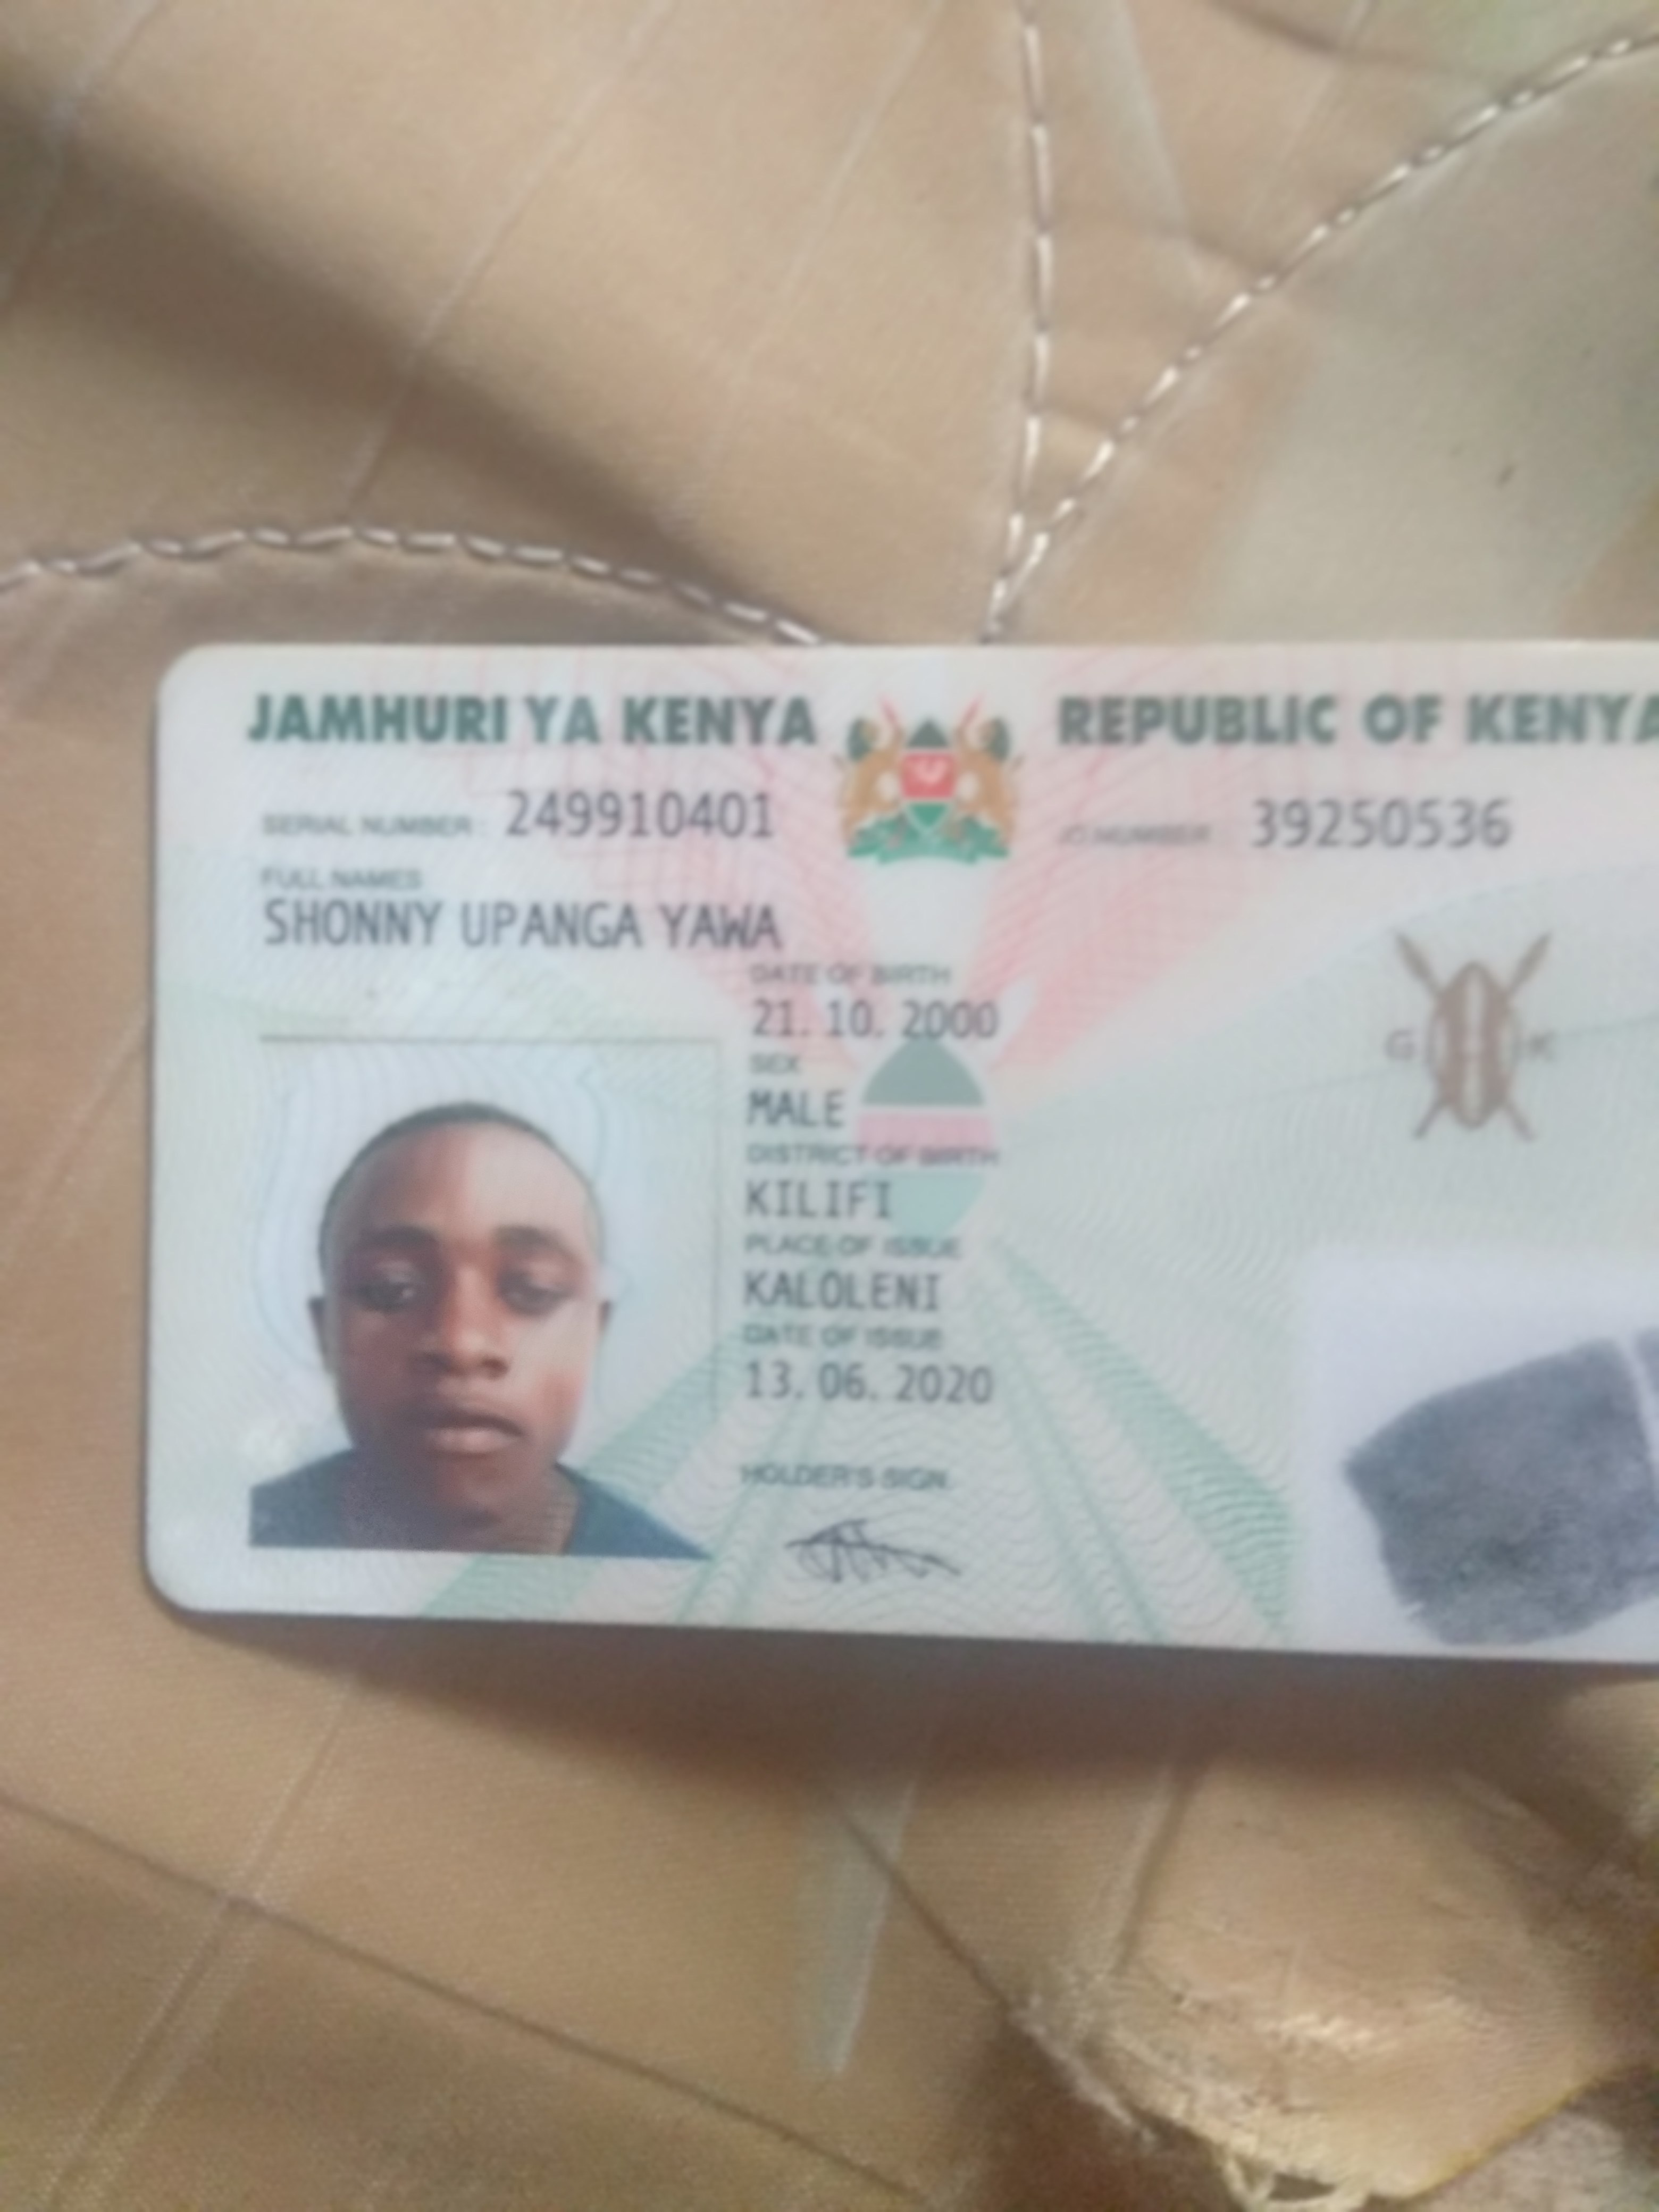 JAMHURI YA KENYA REPUBLIC OF KENYA
SERIAL NUMBER: 249910401 ID NUMBER: 39250536
FULL NAMES
SHONNY UPANGA YAWA
DATE OF BIRTH
21. 10. 2000
SEX
MALE
G K
DISTRICT OF BIRTH
KILIFI
PLACE OF ISSUE
KALOLENI
DATE OF ISSUE
13. 06. 2020
HOLDER'S SIGN.